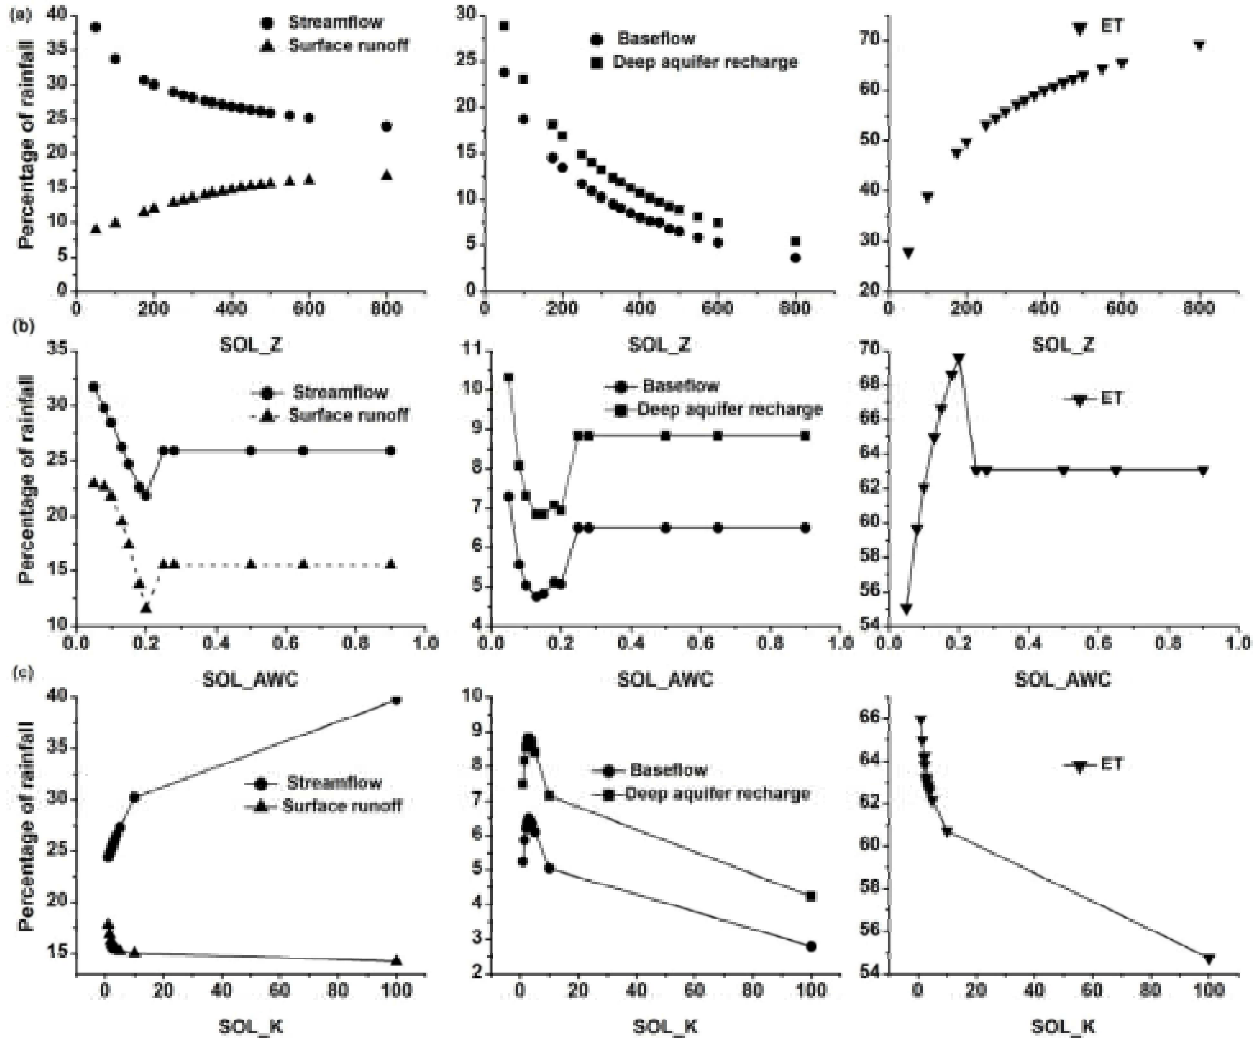 (a)
40
35
30
25
20
15
10
5
0
Percentage of rainfall
Streamflow
Surface runoff
0 200 400 600 800
SOL_Z
30
25
20
15
10
5
0
Baseflow
Deep aquifer recharge
0 200 400 600 800
SOL_Z
70
60
50
40
30
20
ET
0 200 400 600 800
SOL_Z
(b)
35
30
25
20
15
10
Percentage of rainfall
Streamflow
Surface runoff
0.0 0.2 0.4 0.6 0.8 1.0
SOL_AWC
11
10
9
8
7
6
5
4
Baseflow
Deep aquifer recharge
0.0 0.2 0.4 0.6 0.8 1.0
SOL_AWC
70
68
66
64
62
60
58
56
54
ET
0.0 0.2 0.4 0.6 0.8 1.0
SOL_AWC
(c)
40
35
30
25
20
15
Percentage of rainfall
Streamflow
Surface runoff
0 20 40 60 80 100
SOL_K
10
9
8
7
6
5
4
3
2
Baseflow
Deep aquifer recharge
0 20 40 60 80 100
SOL_K
66
64
62
60
58
56
54
ET
0 20 40 60 80 100
SOL_K